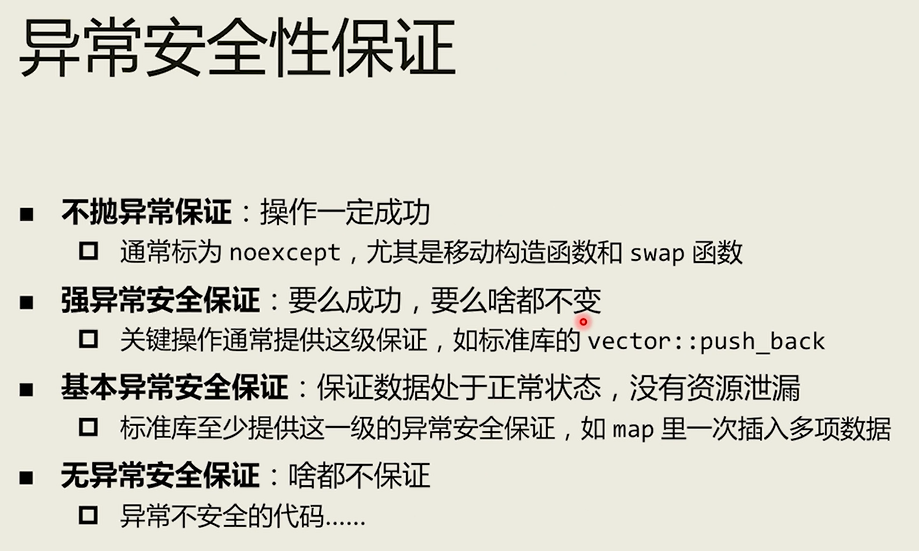 异常安全性保证
■ 不抛异常保证：操作一定成功
通常标为 noexcept，尤其是移动构造函数和 swap 函数
■ 强异常安全保证：要么成功，要么啥都不变
关键操作通常提供这级保证，如标准库的 vector::push_back
■ 基本异常安全保证：保证数据处于正常状态，没有资源泄漏
标准库至少提供这一级的异常安全保证，如 map 里一次插入多项数据
■ 无异常安全保证：啥都不保证
异常不安全的代码……